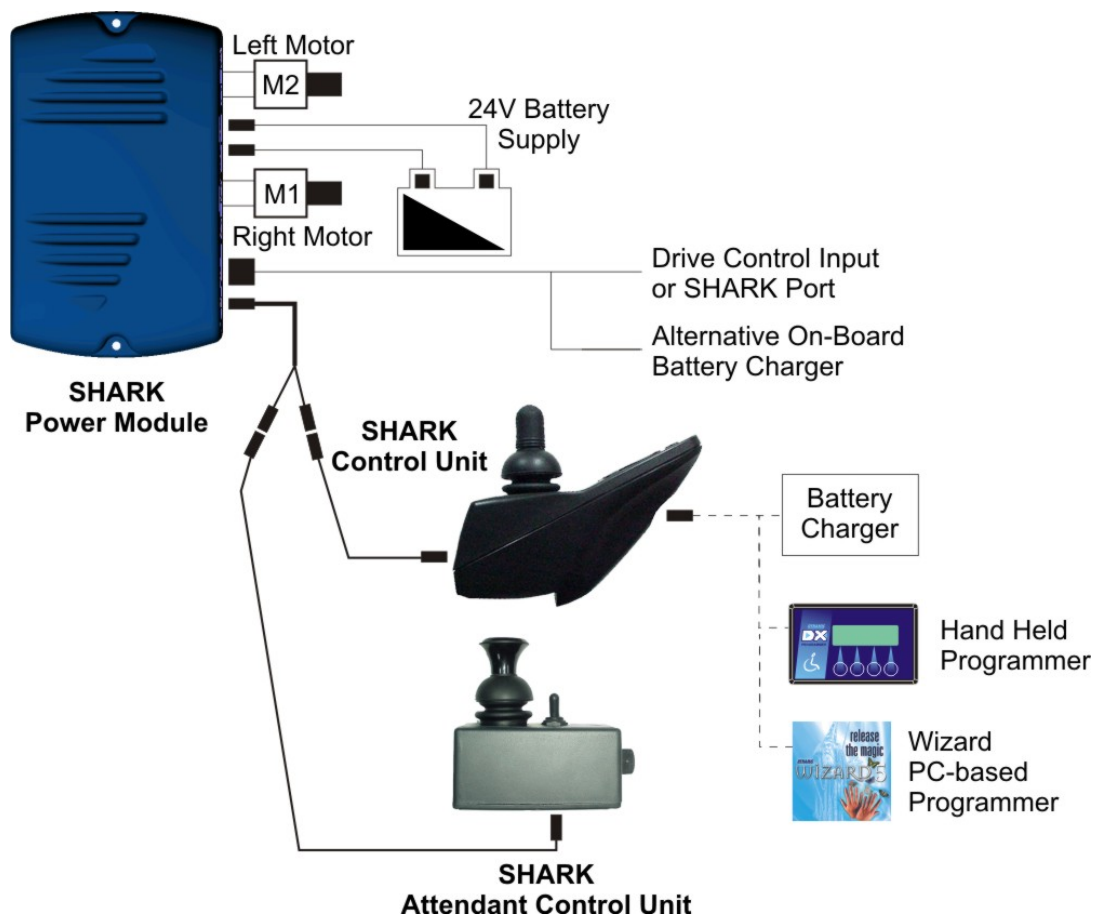 Left Motor
M2
24V Battery
Supply
M1
Right Motor
Drive Control Input
or SHARK Port
Alternative On-Board
Battery Charger
SHARK
Power Module
SHARK
Control Unit
Battery
Charger
DX
Hand Held
Programmer
release
the magic
WIZARD 5
Wizard
PC-based
Programmer
SHARK
Attendant Control Unit